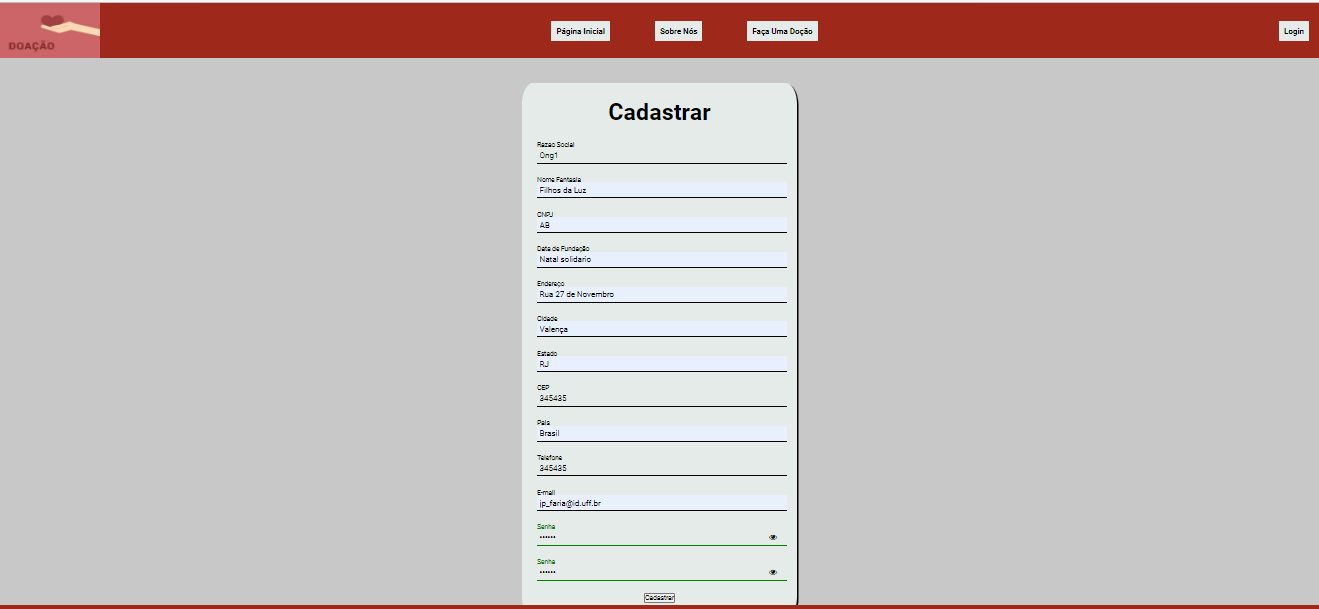 DOAÇÃO
Página Inicial
Sobre Nós
Faça Uma Doção
Login
Cadastrar
Razao Social
Ong1
Nome Fantasia
Filhos da Luz
CNPJ
AB
Data de Fundação
Natal solidario
Endereço
Rua 27 de Novembro
Cidade
Valença
Estado
RJ
CEP
345435
Pais
Brasil
Telefone
345435
E-mail
jp_faria@id.uff.br
Senha
••••••
Senha
••••••
Cadastrar